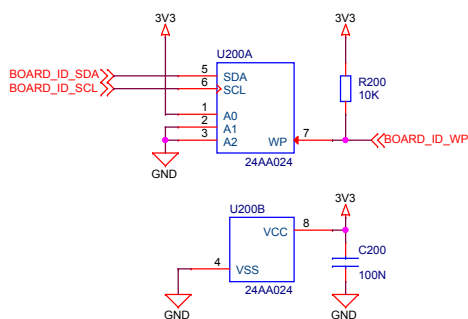 3V3
3V3
U200A
BOARD_ID_SDA
5
SDA
BOARD_ID_SCL
6
SCL
R200
10K
1
A0
2
A1
3
A2
WP
7
BOARD_ID_WP
GND
24AA024
3V3
U200B
VCC
8
4
VSS
C200
100N
24AA024
GND
GND